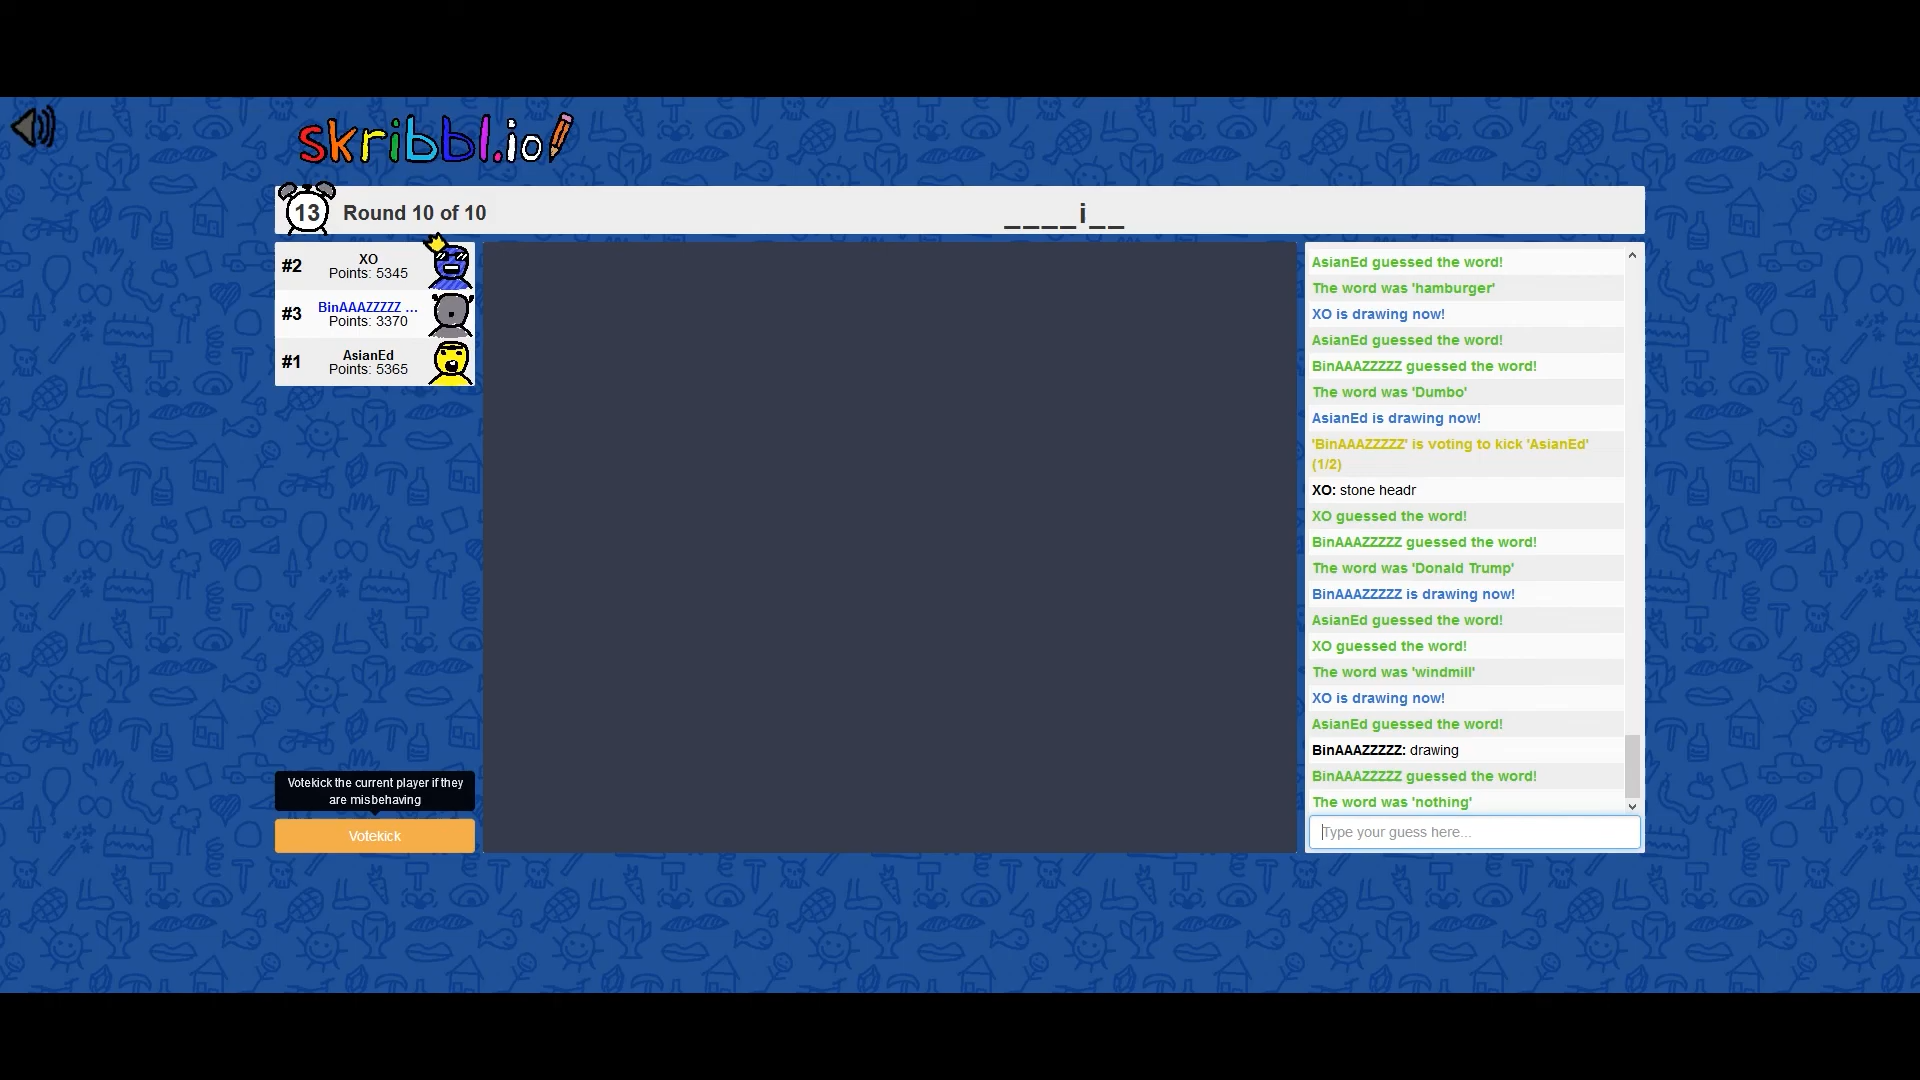 skribbl.io
13
Round 10 of 10
____i__
#2
XO
Points: 5345
#3
BinAAAZZZZZ ...
Points: 3370
#1
AsianEd
Points: 5365
Votekick the current player if they
are misbehaving
Votekick
AsianEd guessed the word!
The word was 'hamburger'
XO is drawing now!
AsianEd guessed the word!
BinAAAZZZZZ guessed the word!
The word was 'Dumbo'
AsianEd is drawing now!
'BinAAAZZZZZ' is voting to kick 'AsianEd'
(1/2)
XO: stone headr
XO guessed the word!
BinAAAZZZZZ guessed the word!
The word was 'Donald Trump'
BinAAAZZZZZ is drawing now!
AsianEd guessed the word!
XO guessed the word!
The word was 'windmill'
XO is drawing now!
AsianEd guessed the word!
BinAAAZZZZZ: drawing
BinAAAZZZZZ guessed the word!
The word was 'nothing'
Type your guess here...